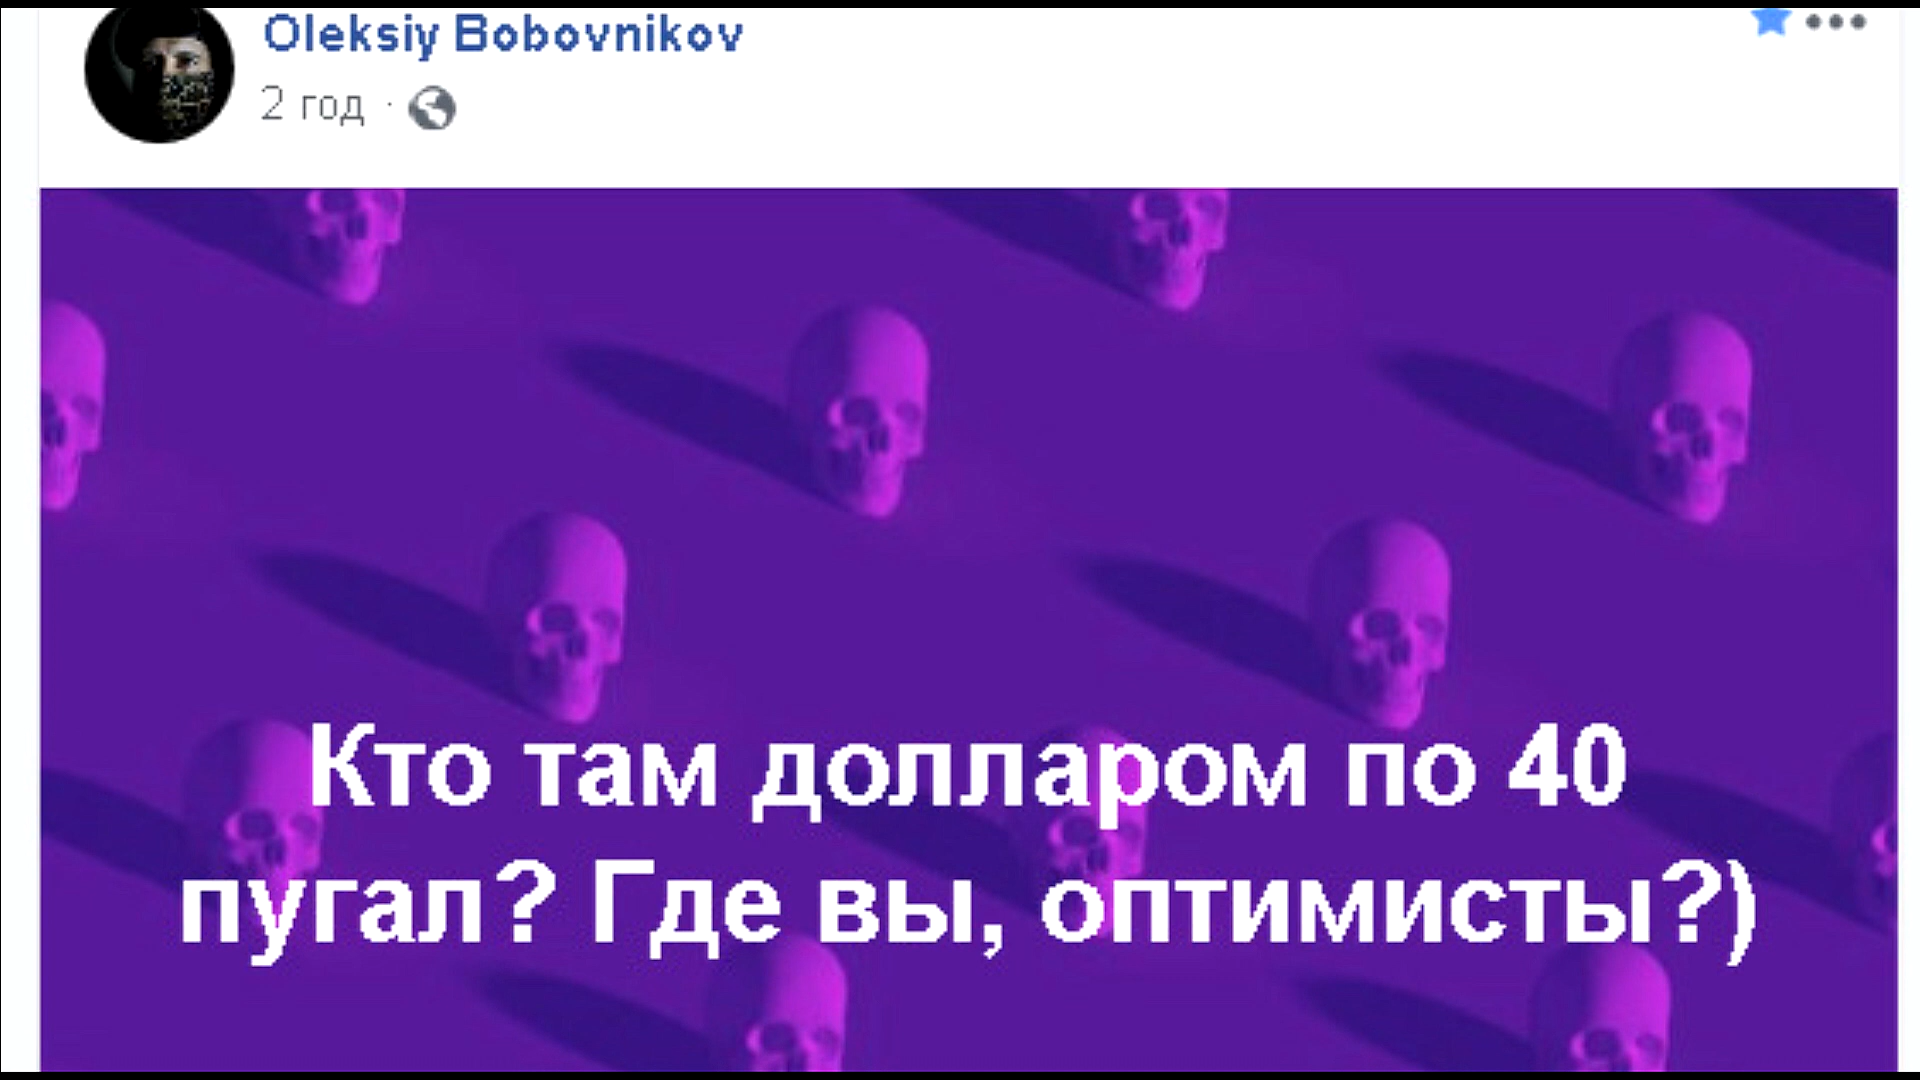 Oleksiy Bobovnikov
2 год ·
Кто там долларом по 40
пугал? Где вы, оптимисты?)